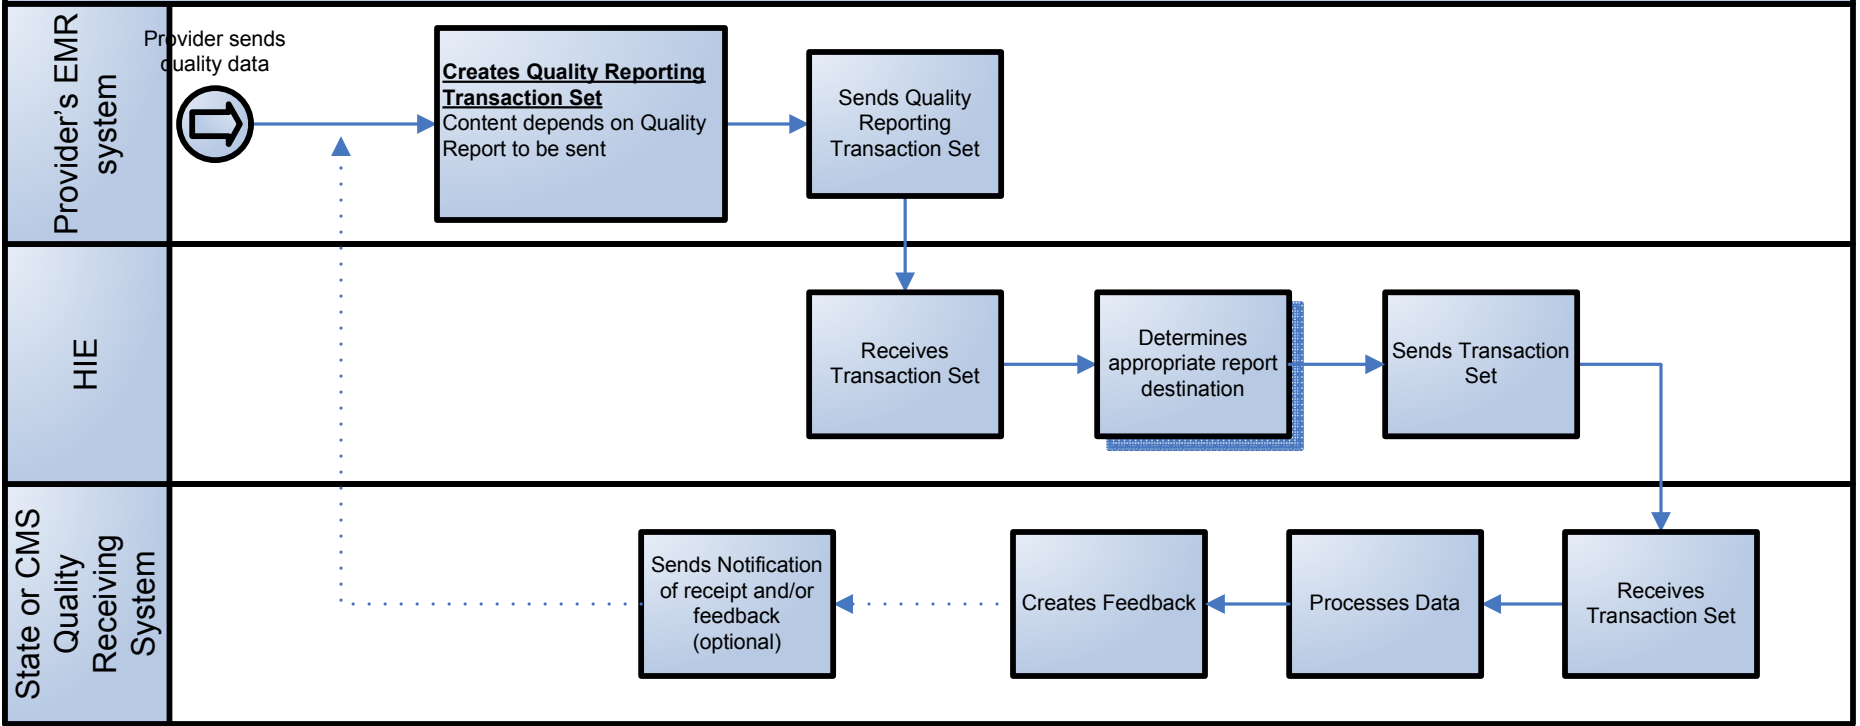 Provider's EMR
system
Provider sends
quality data
Creates Quality Reporting
Transaction Set
Content depends on Quality
Report to be sent
Sends Quality
Reporting
Transaction Set
HIE
Receives
Transaction Set
Determines
appropriate report
destination
Sends Transaction
Set
State or CMS
Quality
Receiving
System
Sends Notification
of receipt and/or
feedback
(optional)
Creates Feedback
Processes Data
Receives
Transaction Set